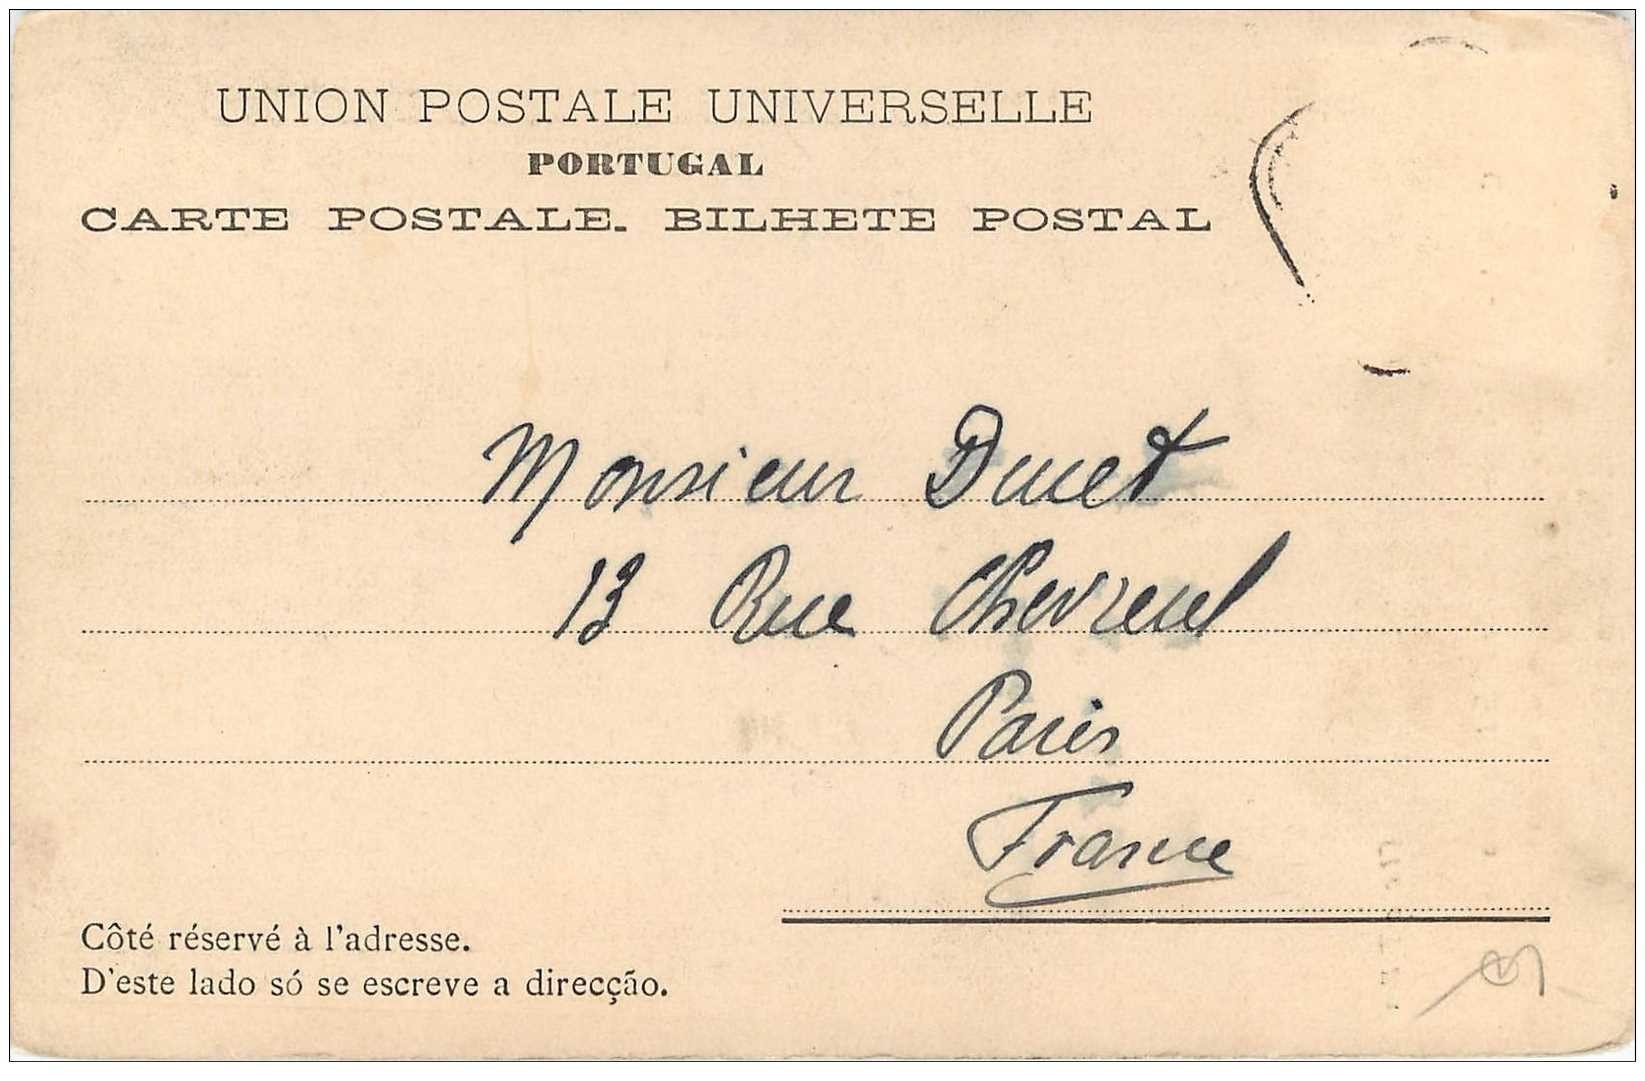 UNION POSTALE UNIVERSELLE
PORTUGAL
CARTE POSTALE. BILHETE POSTAL
Monsieur Ducet
13 Rue Chevreul
Paris
France
Côté réservé à l'adresse.
D'este lado só se escreve a direcção.